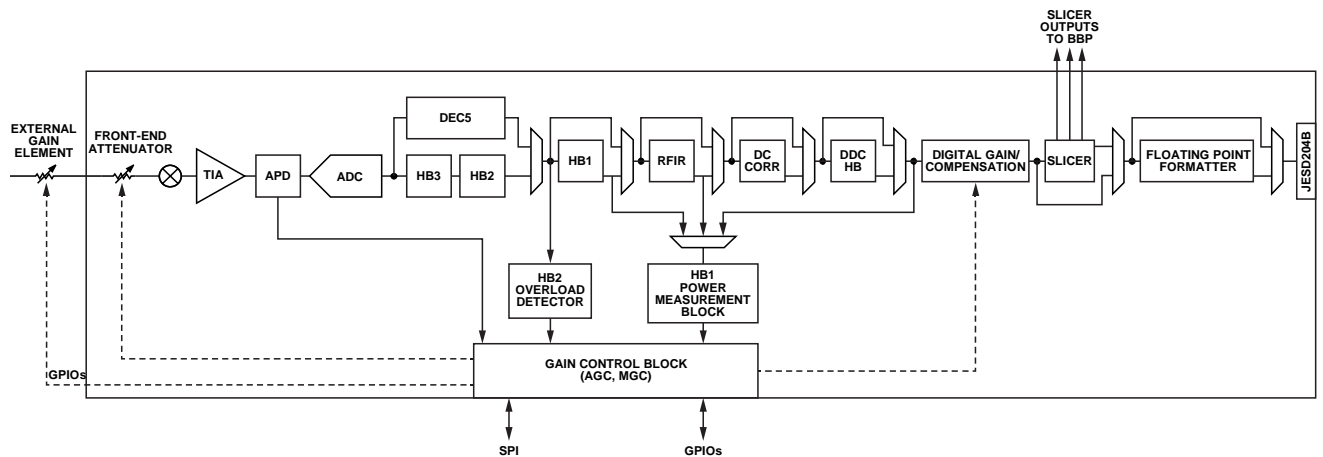 SLICER
OUTPUTS
TO BBP
EXTERNAL
GAIN
ELEMENT
FRONT-END
ATTENUATOR
TIA
APD
ADC
DEC5
HB3
HB2
HB1
RFIR
DC
CORR
DDC
HB
DIGITAL GAIN/
COMPENSATION
SLICER
FLOATING POINT
FORMATTER
JESD204B
HB2
OVERLOAD
DETECTOR
HB1
POWER
MEASUREMENT
BLOCK
GAIN CONTROL BLOCK
(AGC, MGC)
GPIOs
SPI
GPIOs